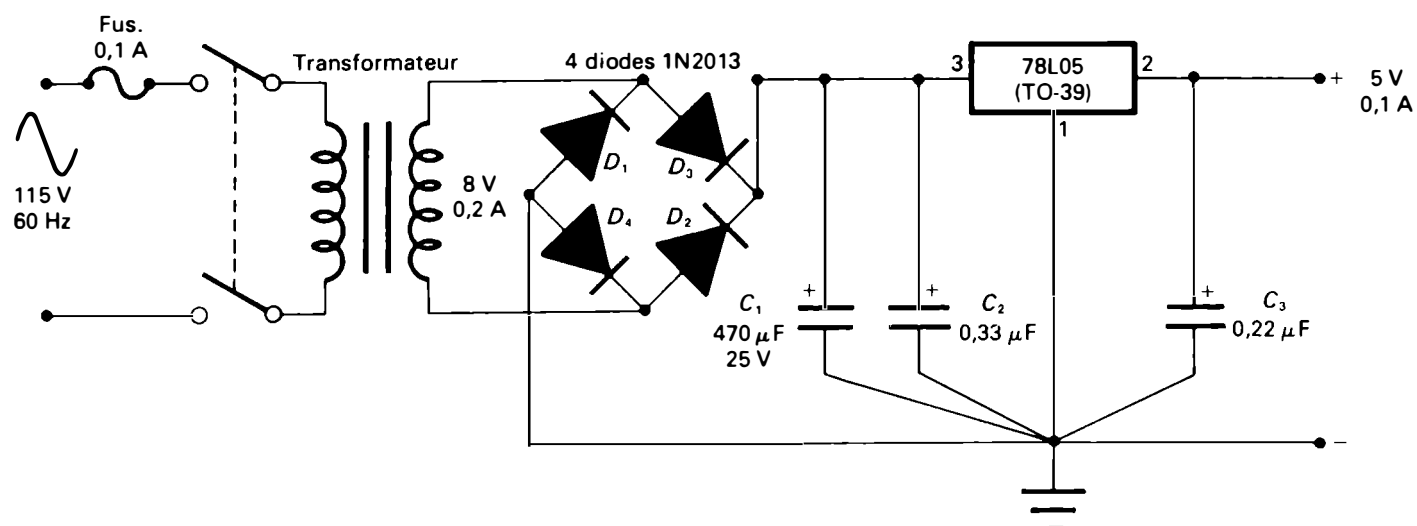 Fus.
0,1 A
Transformateur
4 diodes 1N2013
3
78L05
(TO-39)
2
1
+
5 V
0,1 A
115 V
60 Hz
8 V
0,2 A
D₁
D₃
D₄
D₂
+
C₁
470 µF
25 V
+
C₂
0,33 µF
+
C₃
0,22 µF
−